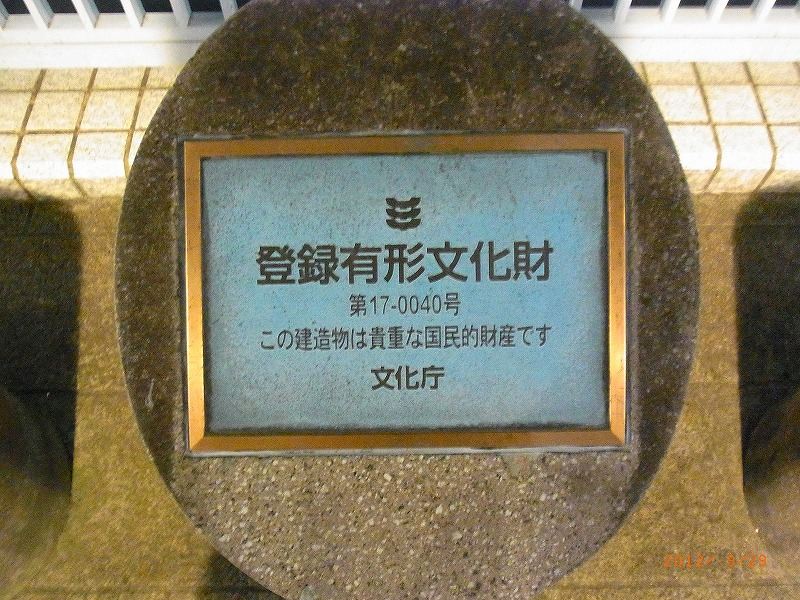 登録有形文化財
第17-0040号
この建造物は貴重な国民的財産です
文化庁